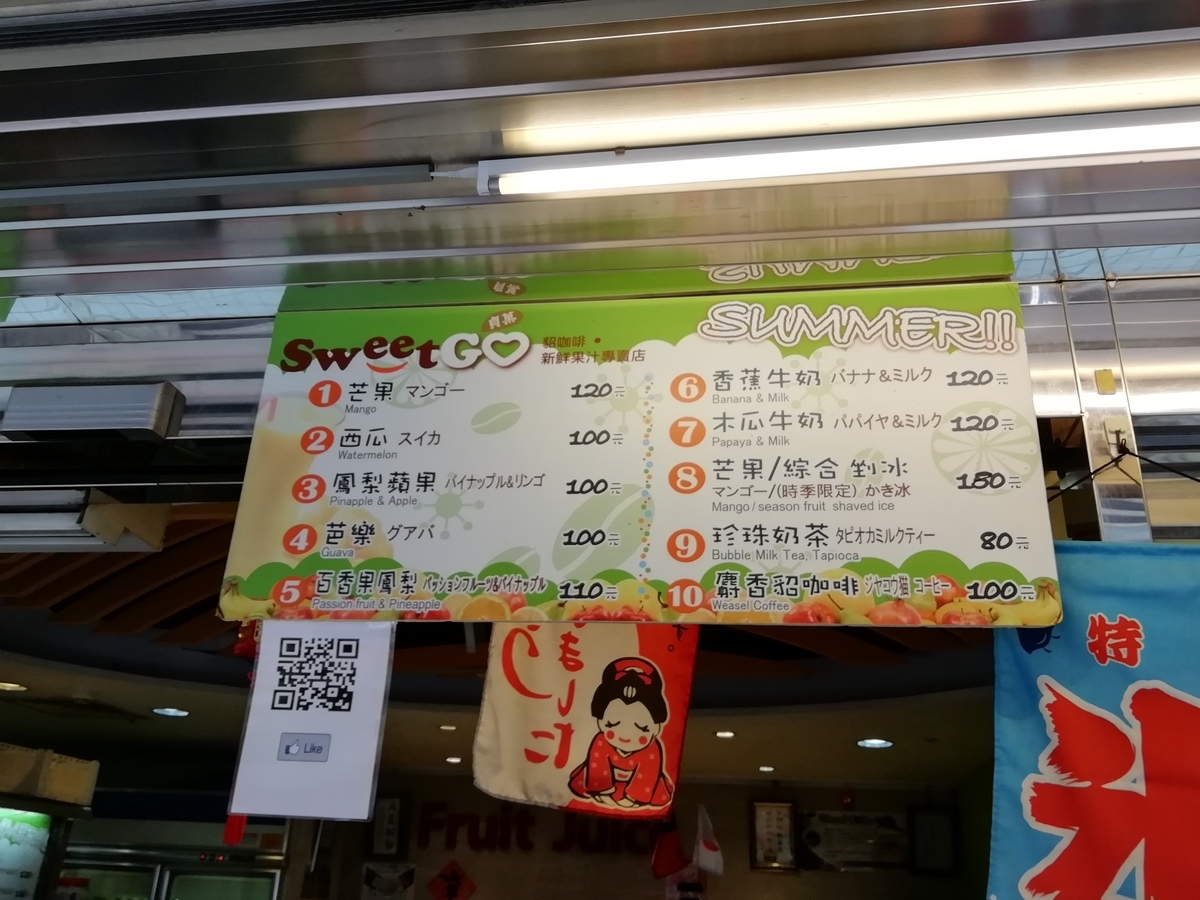 SUMMER!!
SweetGO 真菓
貂咖啡•
新鮮果汁專賣店
1 芒果 マンゴー 120元
Mango
2 西瓜 スイカ 100元
Watermelon
3 鳳梨蘋果 パイナップル&リンゴ 100元
Pinapple & Apple
4 芭樂 グアバ 100元
Guava
5 百香果鳳梨 パッションフルーツ&パイナップル 110元
Passion fruit & Pineapple
6 香蕉牛奶 バナナ&ミルク 120元
Banana & Milk
7 木瓜牛奶 パパイヤ&ミルク 120元
Papaya & Milk
8 芒果/綜合 剉冰 150元
マンゴー/(時季限定) かき冰
Mango/season fruit shaved ice
9 珍珠奶茶 タピオカミルクティー 80元
Bubble Milk Tea, Tapioca
10 麝香貂咖啡 ジヤコウ猫 コーヒー 100元
Weasel Coffee
Like
ました
特
Fruit Juice